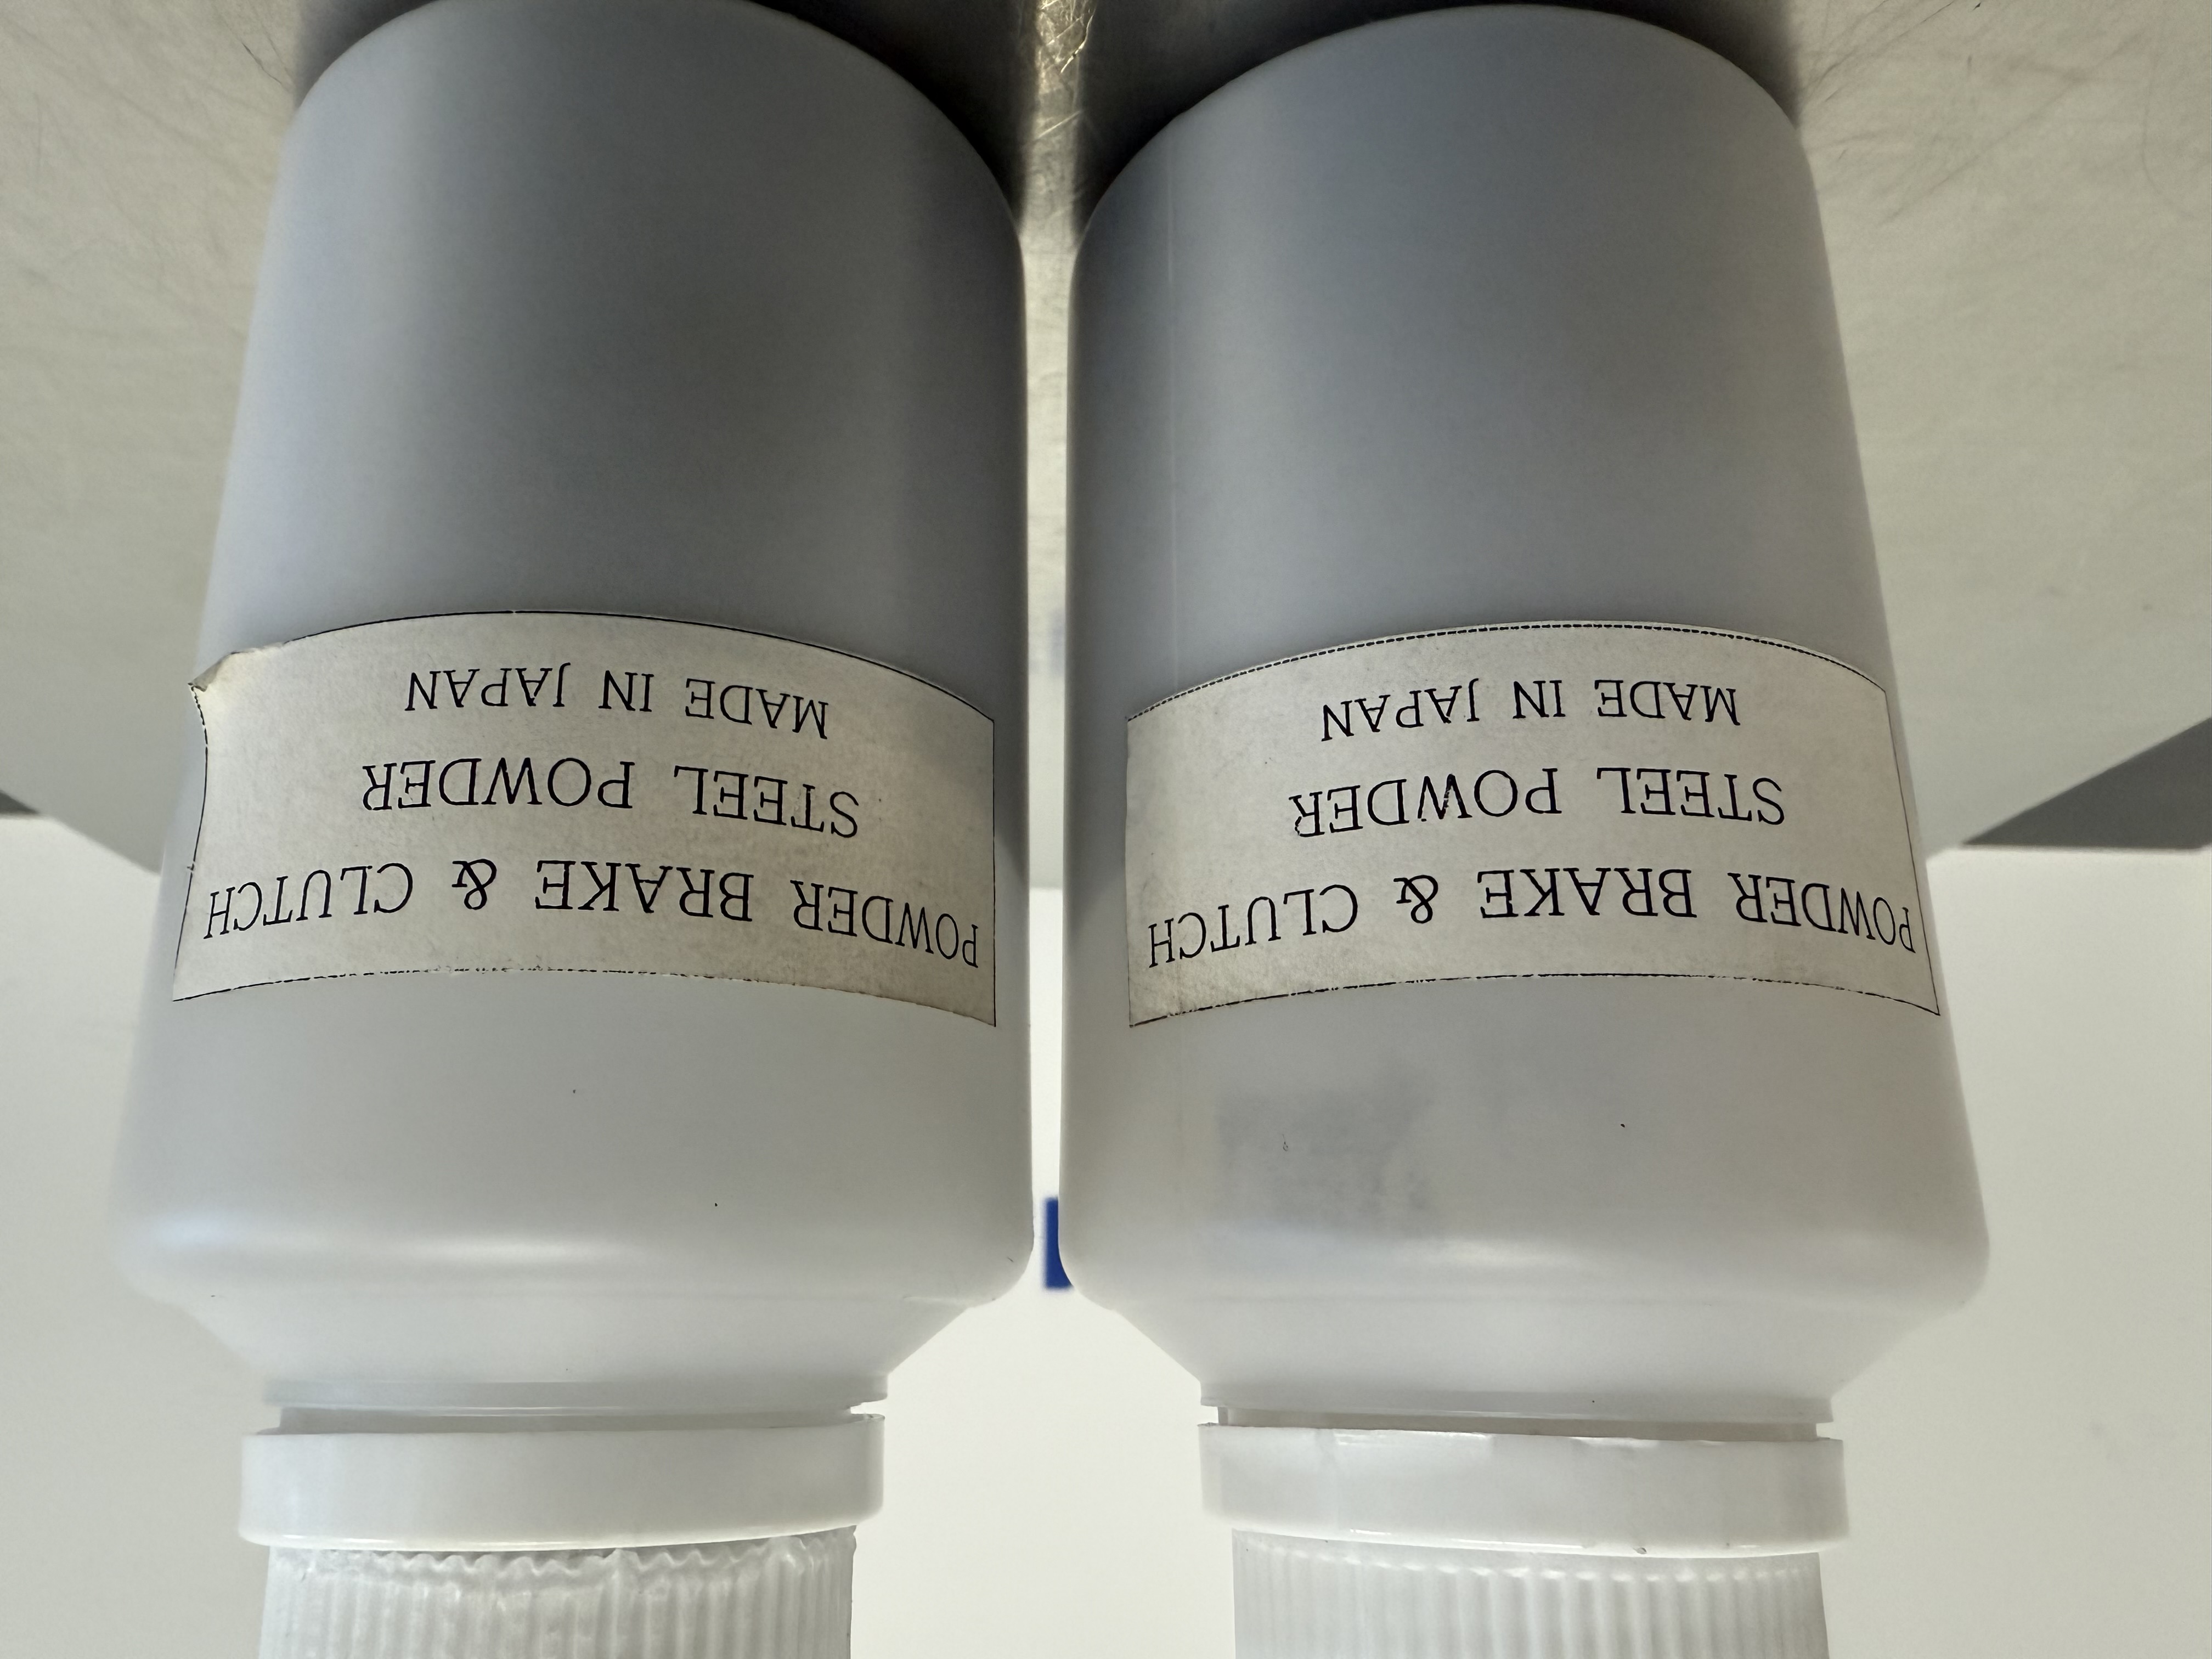 POWDER BRAKE & CLUTCH
STEEL POWDER
MADE IN JAPAN
POWDER BRAKE & CLUTCH
STEEL POWDER
MADE IN JAPAN